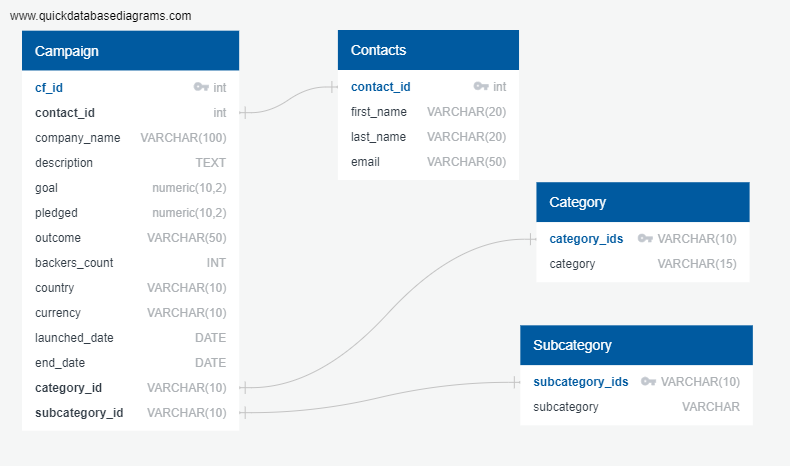 www.quickdatabasediagrams.com
Campaign
cf_id int
contact_id int
company_name VARCHAR(100)
description TEXT
goal numeric(10,2)
pledged numeric(10,2)
outcome VARCHAR(50)
backers_count INT
country VARCHAR(10)
currency VARCHAR(10)
launched_date DATE
end_date DATE
category_id VARCHAR(10)
subcategory_id VARCHAR(10)
Contacts
contact_id int
first_name VARCHAR(20)
last_name VARCHAR(20)
email VARCHAR(50)
Category
category_ids VARCHAR(10)
category VARCHAR(15)
Subcategory
subcategory_ids VARCHAR(10)
subcategory VARCHAR